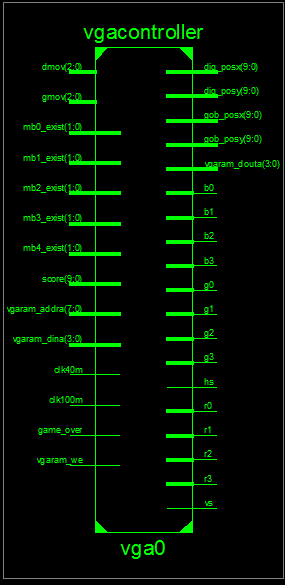 vgacontroller
dmov(2:0)
gmov(2:0)
mb0_exist(1:0)
mb1_exist(1:0)
mb2_exist(1:0)
mb3_exist(1:0)
mb4_exist(1:0)
score(9:0)
vgaram_addra(7:0)
vgaram_dina(3:0)
clk40m
clk100m
game_over
vgaram_we
dig_posx(9:0)
dig_posy(9:0)
gob_posx(9:0)
gob_posy(9:0)
vgaram_douta(3:0)
b0
b1
b2
b3
g0
g1
g2
g3
hs
r0
r1
r2
r3
vs
vga0